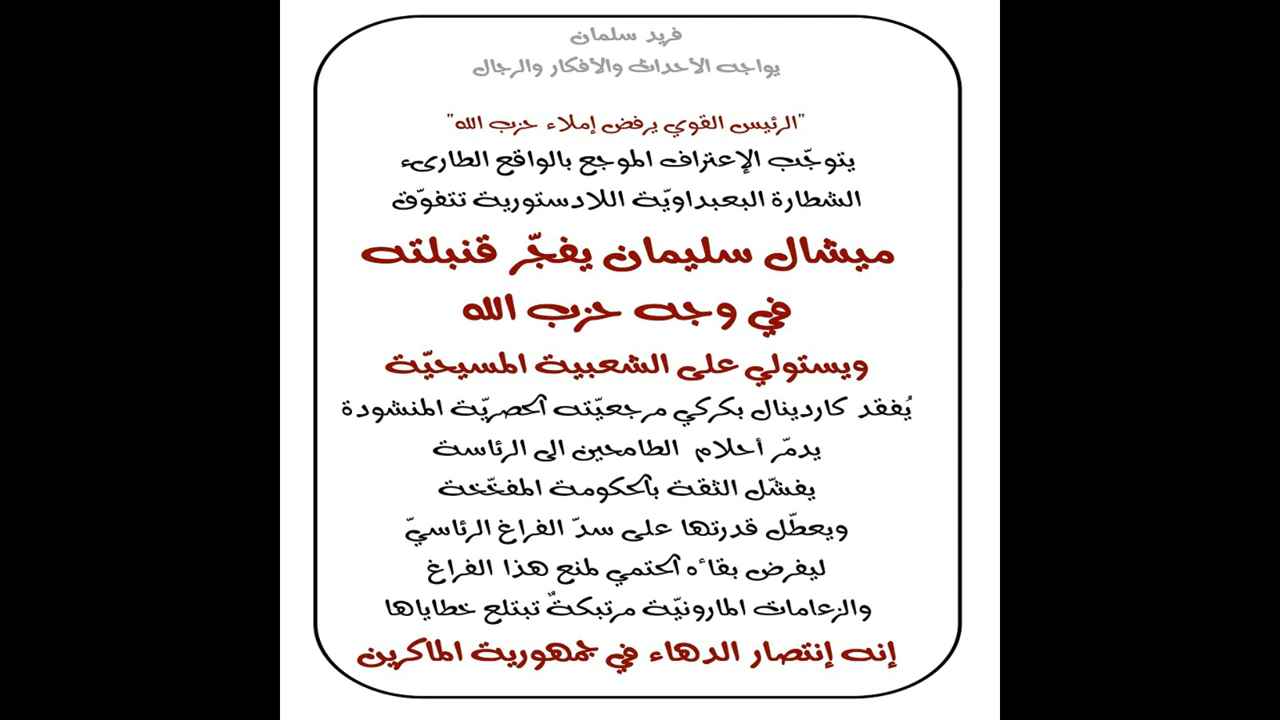 فريد سلمان
يواجه الأحداث والأفكار والرجال
"الرئيس القوي يرفض إملاء حزب الله"
يتوجّب الإعتراف الموجع بالواقع الطارىء
الشطارة البعبداويّة اللادستورية تتفوّق
ميشال سليمان يفجّر قنبلته
في وجه حزب الله
ويستولي على الشعبية المسيحيّة
يُفقد كاردينال بكركي مرجعيّته الحصريّة المنشودة
يدمّر أحلام الطامحين الى الرئاسة
يفشّل الثقة بالحكومة المفخّخة
ويعطّل قدرتها على سدّ الفراغ الرئاسيّ
ليفرض بقاءه الحتمي لمنع هذا الفراغ
والزعامات المارونيّة مرتبكةٌ تبتلع خطاياها
إنه إنتصار الدهاء في جمهورية الماكرين